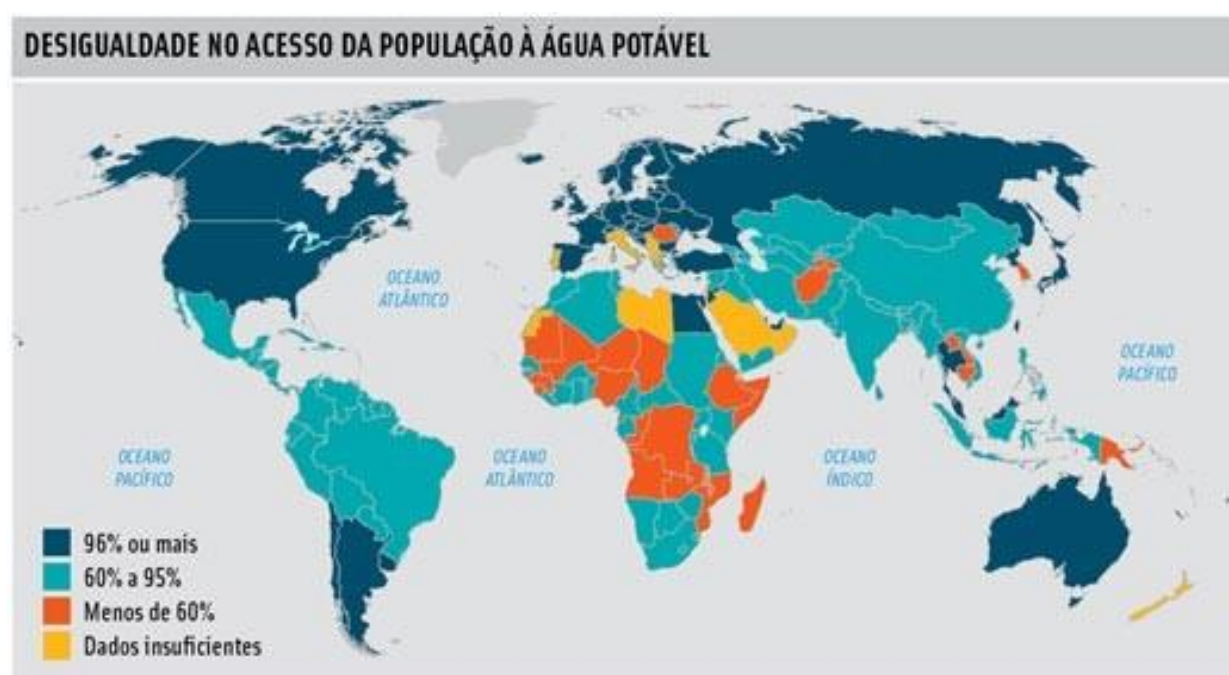 DESIGUALDADE NO ACESSO DA POPULAÇÃO À ÁGUA POTÁVEL
OCEANO
ATLÂNTICO
OCEANO
PACÍFICO
OCEANO
PACÍFICO
OCEANO
ATLÂNTICO
OCEANO
ÍNDICO
96% ou mais
60% a 95%
Menos de 60%
Dados insuficientes